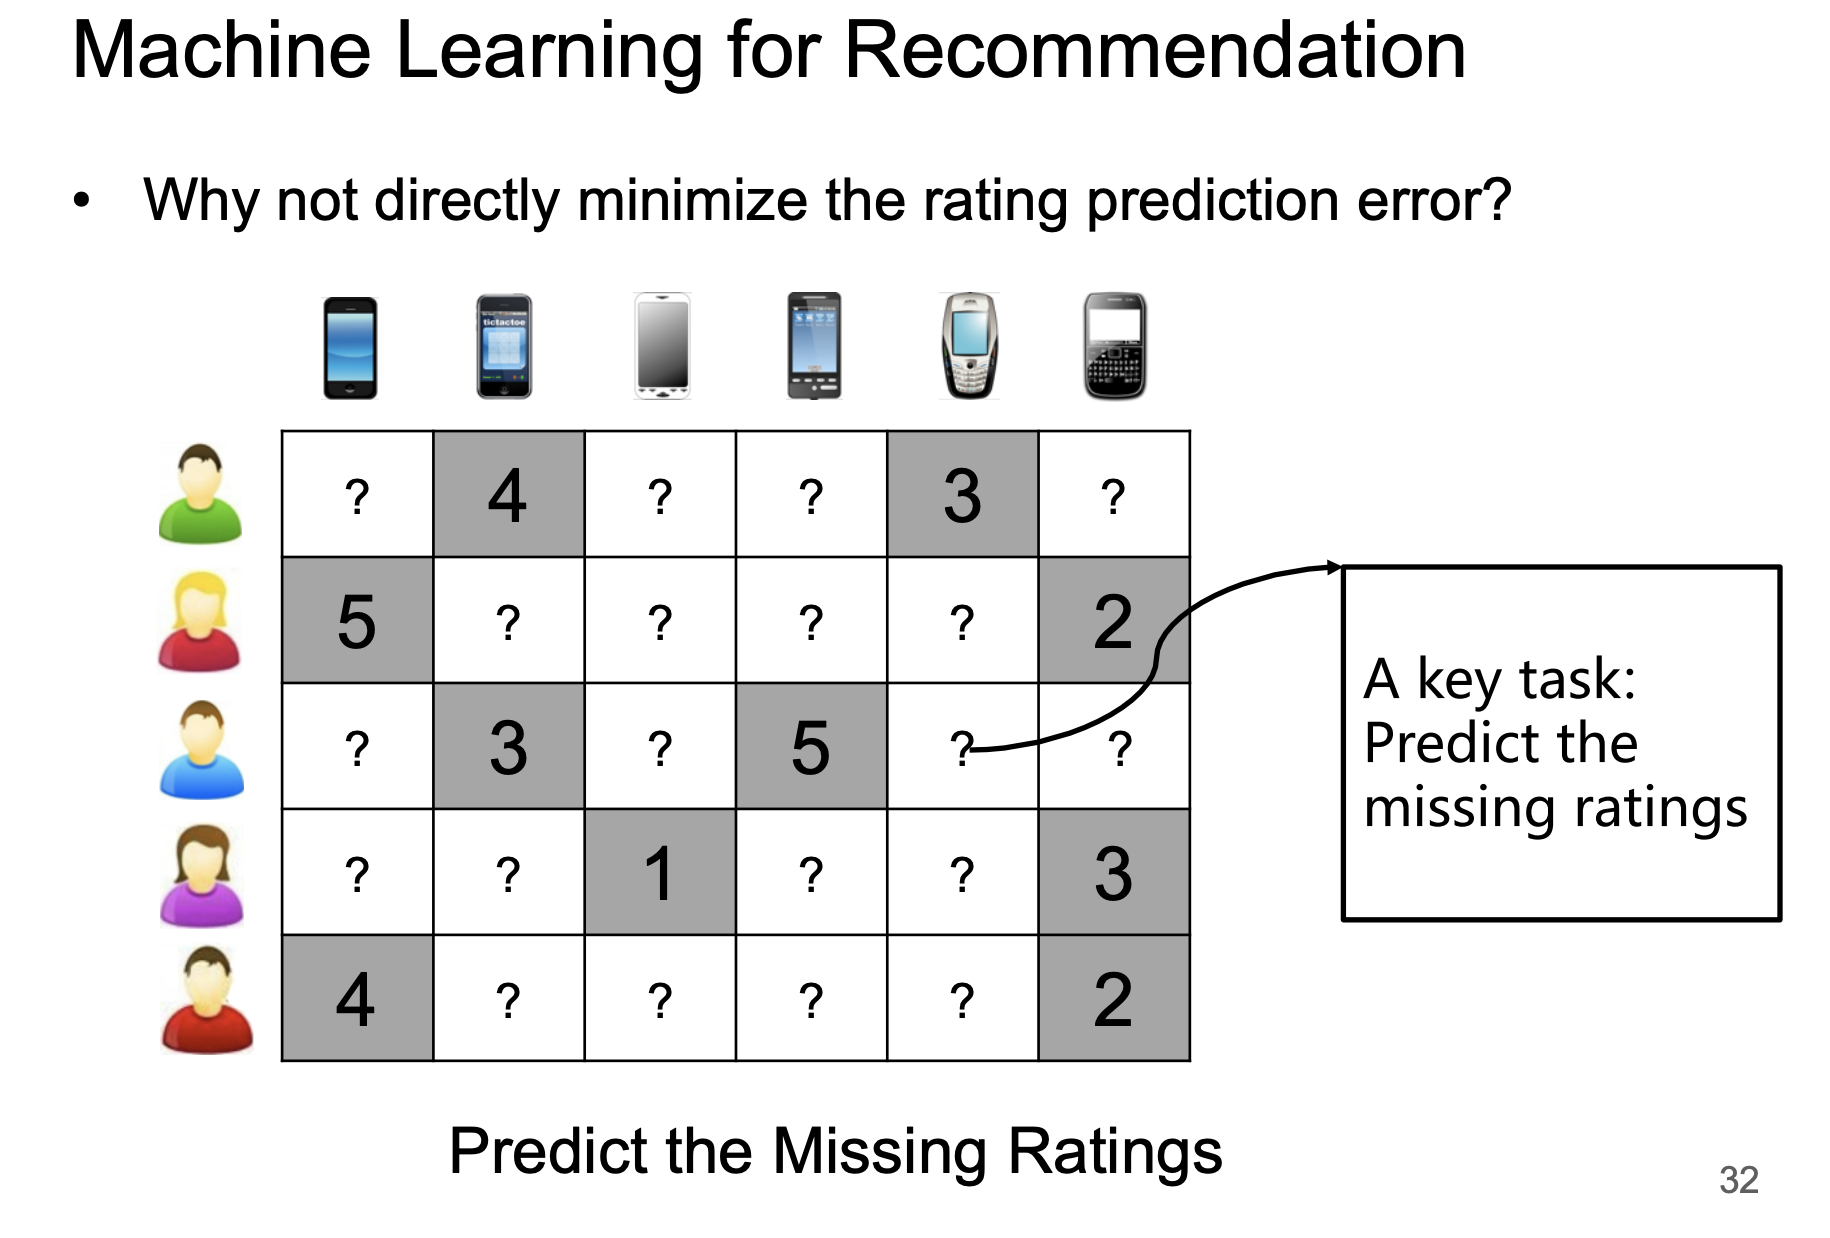 Machine Learning for Recommendation
• Why not directly minimize the rating prediction error?
tictactoe
? 4 ? ? 3 ?
5 ? ? ? ? 2
? 3 ? 5 ? ?
? ? 1 ? ? 3
4 ? ? ? ? 2
A key task:
Predict the
missing ratings
Predict the Missing Ratings
32